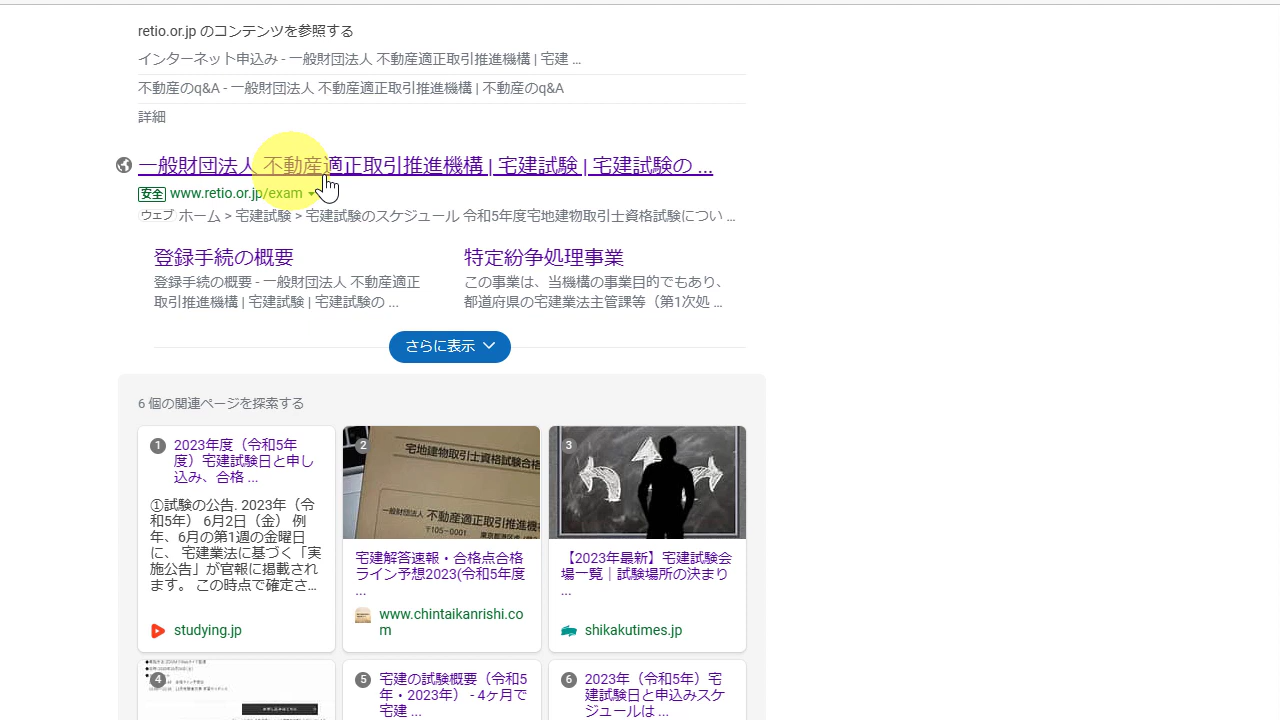 retio.or.jp のコンテンツを参照する
インターネット申込み - 一般財団法人 不動産適正取引推進機構 | 宅建 ...
不動産のq&A - 一般財団法人 不動産適正取引推進機構 | 不動産のq&A
詳細
一般財団法人 不動産適正取引推進機構 | 宅建試験 | 宅建試験の ...
安全 www.retio.or.jp/exam
ウェブ ホーム > 宅建試験 > 宅建試験のスケジュール 令和5年度宅地建物取引士資格試験につい ...
登録手続の概要
登録手続の概要 - 一般財団法人 不動産適正
取引推進機構 | 宅建試験 | 宅建試験の ...
特定紛争処理事業
この事業は、当機構の事業目的でもあり、
都道府県の宅建業法主管課等（第1次処 ...
さらに表示
6 個の関連ページを探索する
1
2023年度（令和5年
度）宅建試験日と申し
込み、合格 ...
①試験の公告. 2023年（令
和5年） 6月2日（金） 例
年、6月の第1週の金曜日
に、 宅建業法に基づく「実
施公告」が官報に掲載され
ます。 この時点で確定さ...
studying.jp
2
宅地建物取引士資格試験合格
一般財団法人 不動産適正取引推進機
〒105-0001
宅建解答速報・合格点合格
ライン予想2023(令和5年度
...
www.chintaikanrishi.co
m
3
【2023年最新】宅建試験会
場一覧｜試験場所の決まり
...
shikakutimes.jp
4
5
宅建の試験概要（令和5
年・2023年） - 4ヶ月で
宅建 ...
6
2023年（令和5年）宅
建試験日と申込みスケ
ジュールは ...